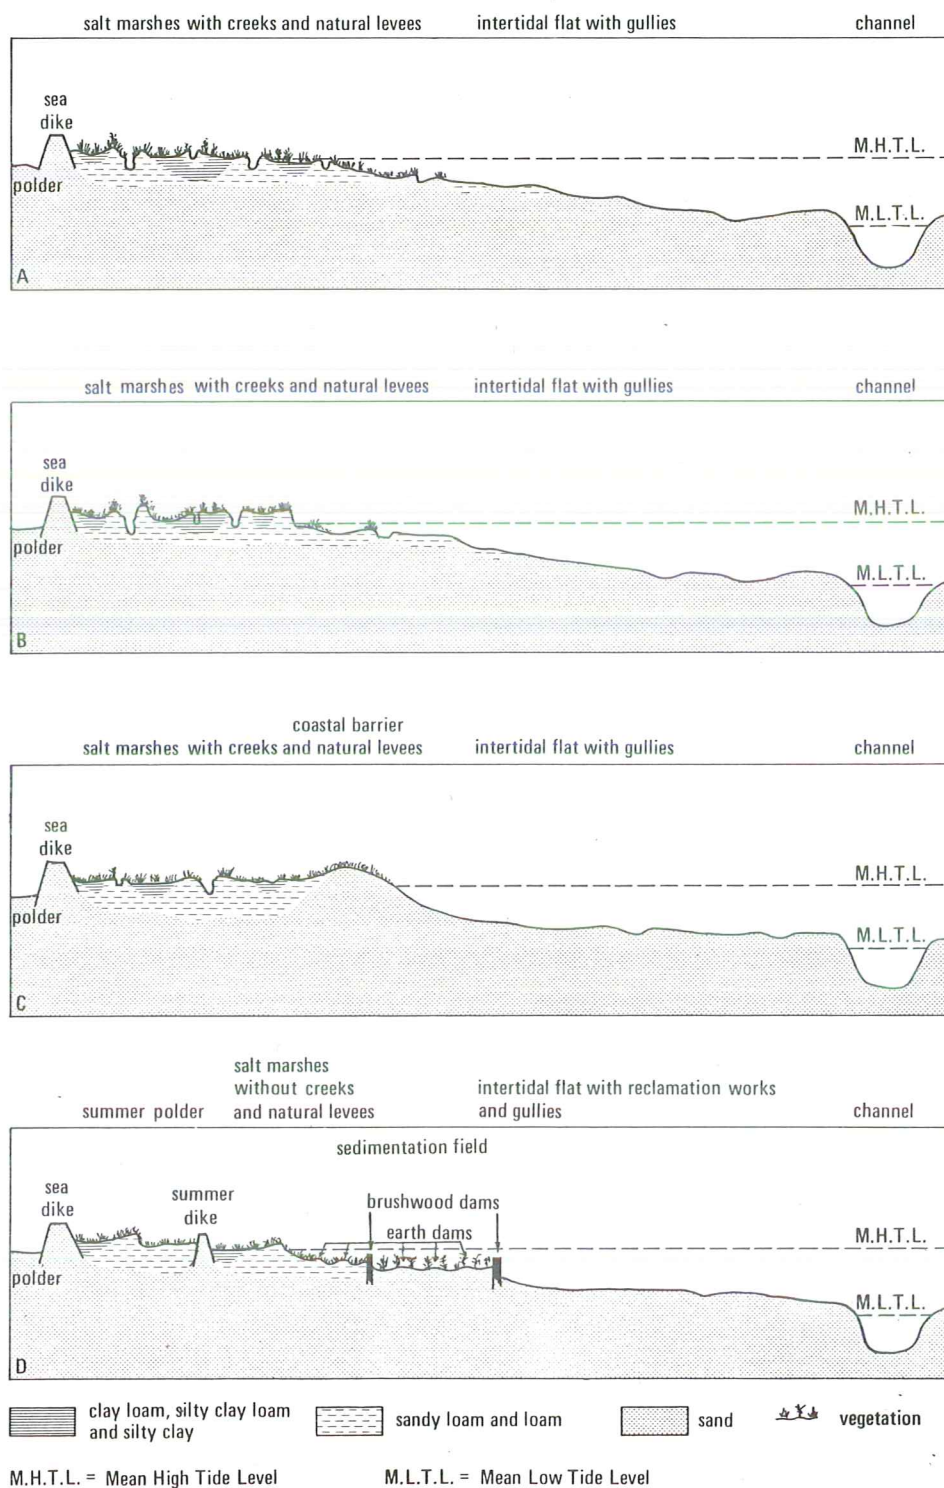 salt marshes with creeks and natural levees intertidal flat with gullies channel
sea
dike
M.H.T.L.
polder
M.L.T.L.
A
salt marshes with creeks and natural levees intertidal flat with gullies channel
sea
dike
M.H.T.L.
polder
M.L.T.L.
B
coastal barrier
salt marshes with creeks and natural levees intertidal flat with gullies channel
sea
dike
M.H.T.L.
polder
M.L.T.L.
C
salt marshes
without creeks
and natural levees
summer polder
intertidal flat with reclamation works
and gullies
channel
sedimentation field
sea
dike
summer
dike
brushwood dams
earth dams
M.H.T.L.
polder
M.L.T.L.
D
clay loam, silty clay loam
and silty clay
sandy loam and loam
sand
vegetation
M.H.T.L. = Mean High Tide Level
M.L.T.L. = Mean Low Tide Level